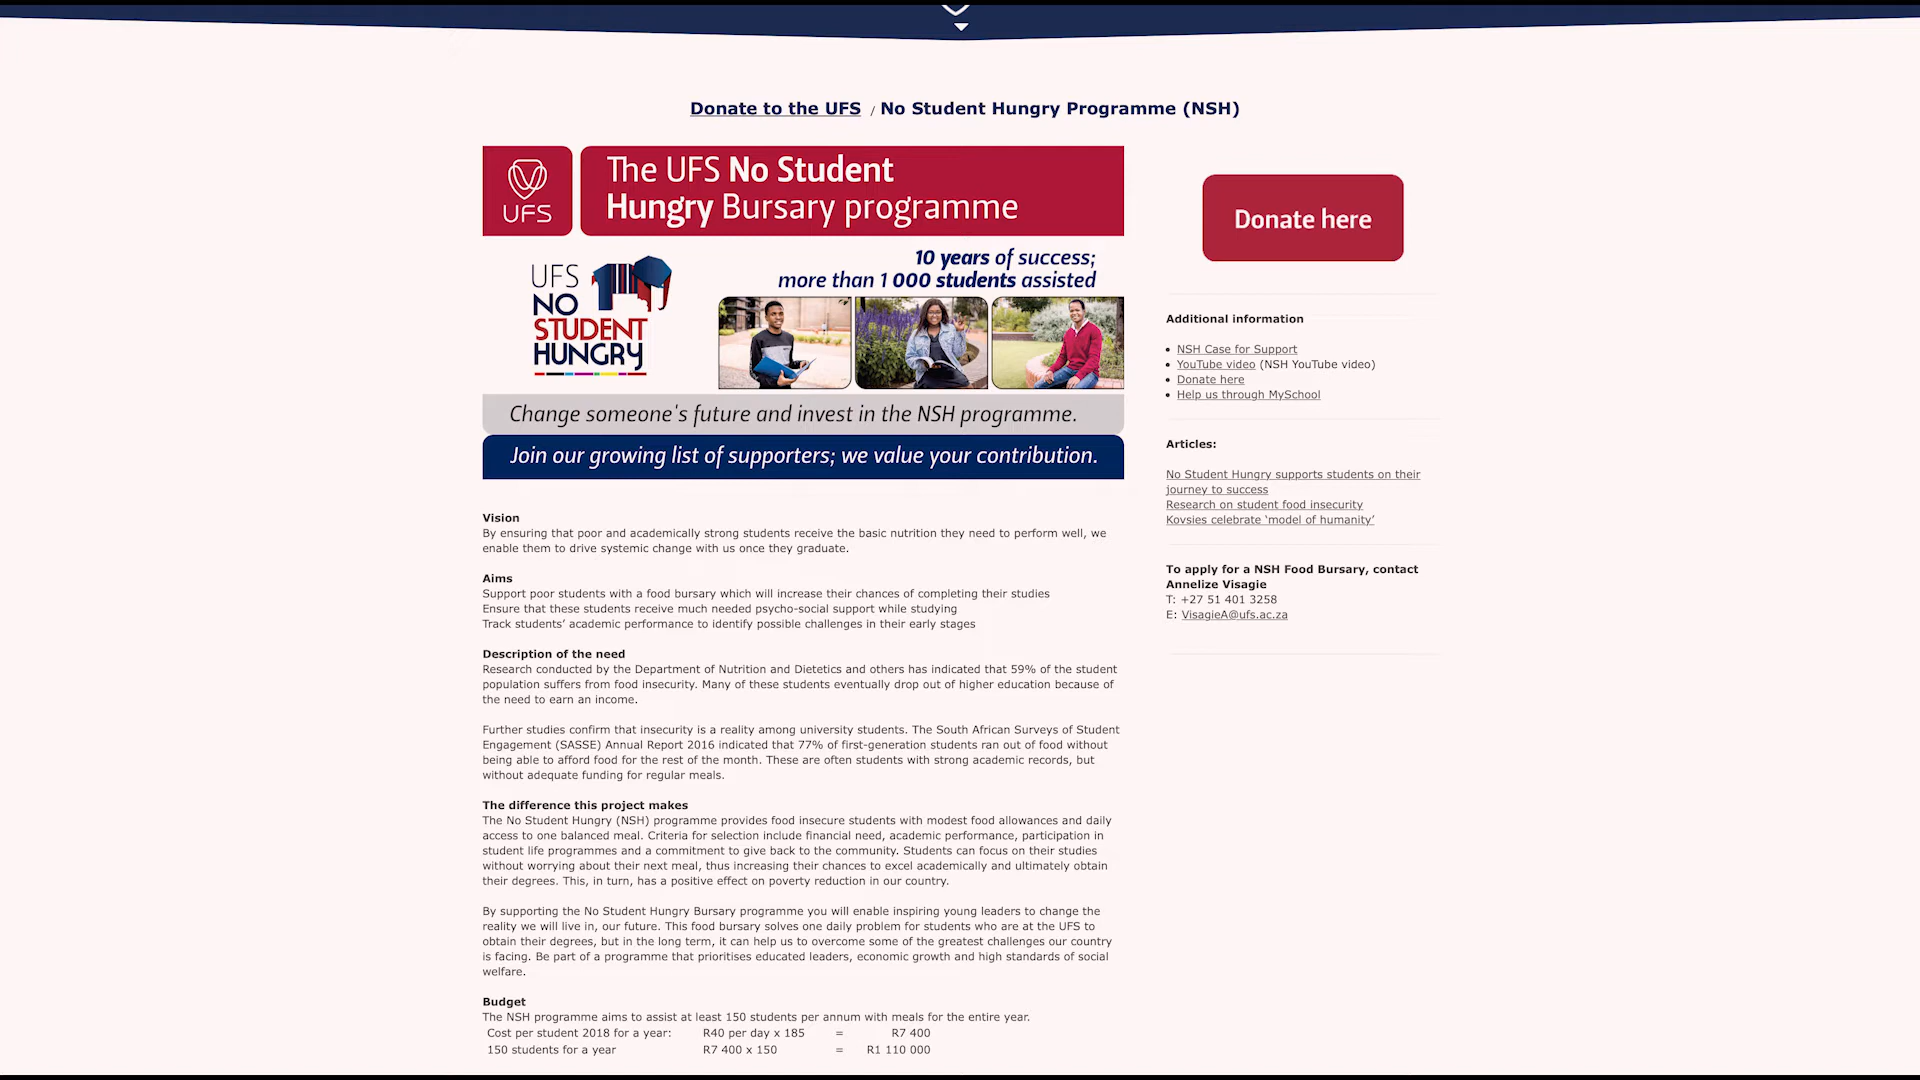 Donate to the UFS / No Student Hungry Programme (NSH)
UFS
The UFS No Student
Hungry Bursary programme
UFS
NO
STUDENT
HUNGRY
10 years of success;
more than 1 000 students assisted
Change someone's future and invest in the NSH programme.
Join our growing list of supporters; we value your contribution.
Vision
By ensuring that poor and academically strong students receive the basic nutrition they need to perform well, we
enable them to drive systemic change with us once they graduate.
Aims
Support poor students with a food bursary which will increase their chances of completing their studies
Ensure that these students receive much needed psycho-social support while studying
Track students’ academic performance to identify possible challenges in their early stages
Description of the need
Research conducted by the Department of Nutrition and Dietetics and others has indicated that 59% of the student
population suffers from food insecurity. Many of these students eventually drop out of higher education because of
the need to earn an income.
Further studies confirm that insecurity is a reality among university students. The South African Surveys of Student
Engagement (SASSE) Annual Report 2016 indicated that 77% of first-generation students ran out of food without
being able to afford food for the rest of the month. These are often students with strong academic records, but
without adequate funding for regular meals.
The difference this project makes
The No Student Hungry (NSH) programme provides food insecure students with modest food allowances and daily
access to one balanced meal. Criteria for selection include financial need, academic performance, participation in
student life programmes and a commitment to give back to the community. Students can focus on their studies
without worrying about their next meal, thus increasing their chances to excel academically and ultimately obtain
their degrees. This, in turn, has a positive effect on poverty reduction in our country.
By supporting the No Student Hungry Bursary programme you will enable inspiring young leaders to change the
reality we will live in, our future. This food bursary solves one daily problem for students who are at the UFS to
obtain their degrees, but in the long term, it can help us to overcome some of the greatest challenges our country
is facing. Be part of a programme that prioritises educated leaders, economic growth and high standards of social
welfare.
Budget
The NSH programme aims to assist at least 150 students per annum with meals for the entire year.
Cost per student 2018 for a year: R40 per day x 185 = R7 400
150 students for a year R7 400 x 150 = R1 110 000
Donate here
Additional information
• NSH Case for Support
• YouTube video (NSH YouTube video)
• Donate here
• Help us through MySchool
Articles:
No Student Hungry supports students on their
journey to success
Research on student food insecurity
Kovsies celebrate ‘model of humanity’
To apply for a NSH Food Bursary, contact
Annelize Visagie
T: +27 51 401 3258
E: VisagieA@ufs.ac.za